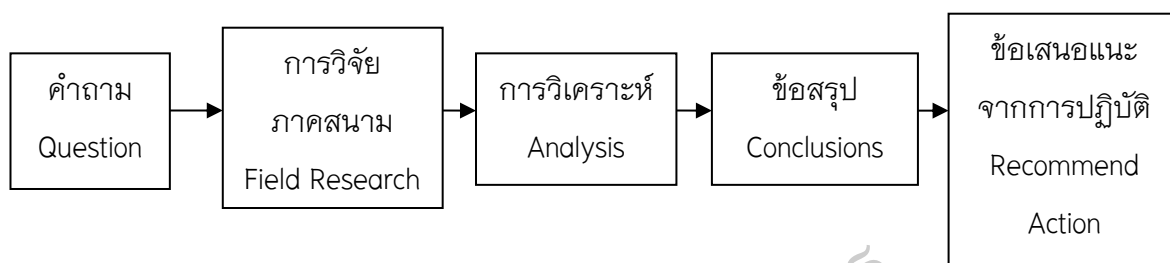 คำถาม
Question
การวิจัย
ภาคสนาม
Field Research
การวิเคราะห์
Analysis
ข้อสรุป
Conclusions
ข้อเสนอแนะ
จากการปฏิบัติ
Recommend
Action